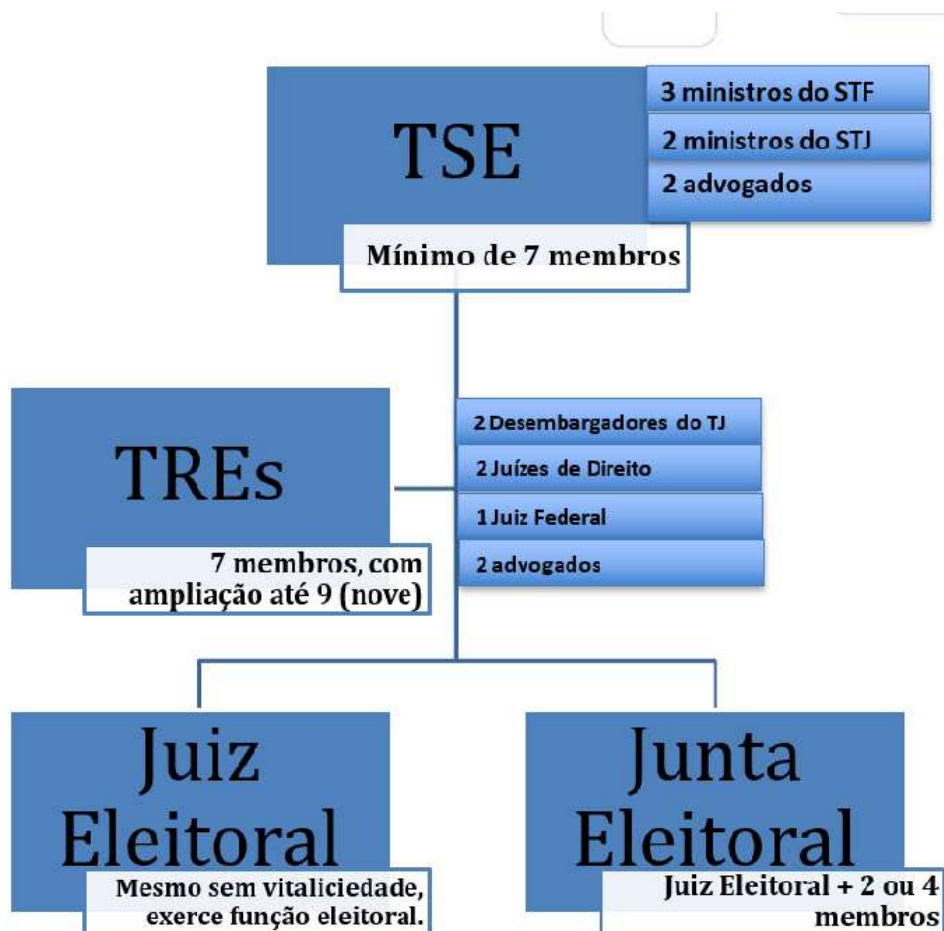 TSE
3 ministros do STF
2 ministros do STJ
2 advogados
Mínimo de 7 membros
TREs
2 Desembargadores do TJ
2 Juízes de Direito
1 Juiz Federal
2 advogados
7 membros, com
ampliação até 9 (nove)
Juiz
Eleitoral
Mesmo sem vitaliciedade,
exerce função eleitoral.
Junta
Eleitoral
Juiz Eleitoral + 2 ou 4
membros